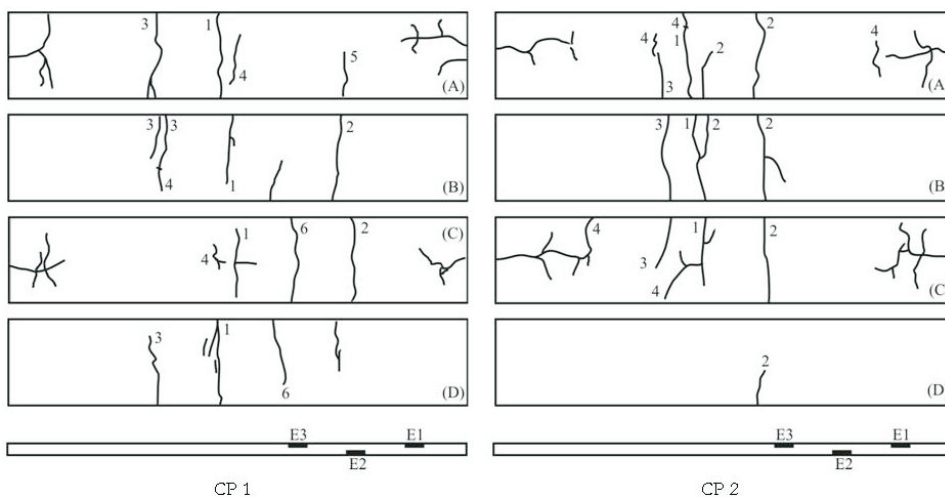 3 1 4 5 (A)
4 1 4 3 2 2 4 (A
3 3 4 1 2 (B)
3 1 2 2 (B
(C) 4 1 6 2
4 3 4 1 2 (C
3 1 6 (D)
2 (D
E3 E1
E2
E3 E1
E2
CP 1 CP 2